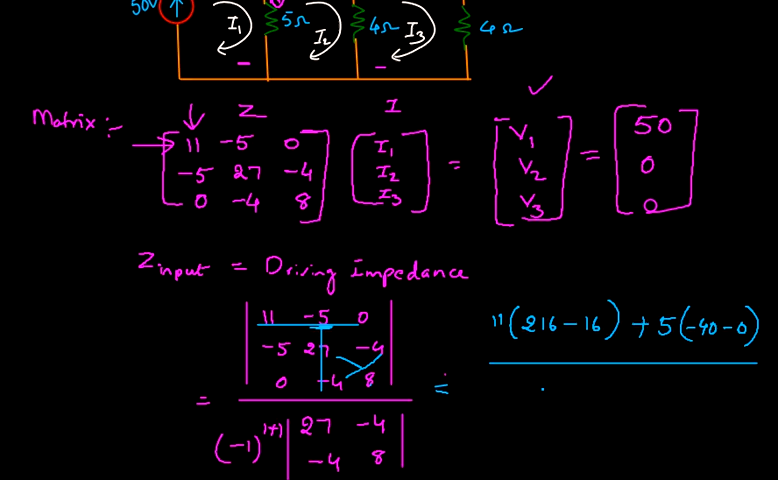 50V I₁ 5Ω I₂ 4Ω I₃ 4Ω
- -
Matrix:- Z I
[11 -5 0] [I₁] = [V₁] = [50]
[-5 27 -4] [I₂] [V₂] [0]
[0 -4 8] [I₃] [V₃] [0]
Zinput = Driving Impedance
|11 -5 0|
|-5 27 -4|
|0 -4 8|
= (-1)¹⁺¹ |27 -4|
|-4 8|
= 11(216-16) + 5(-40-0)